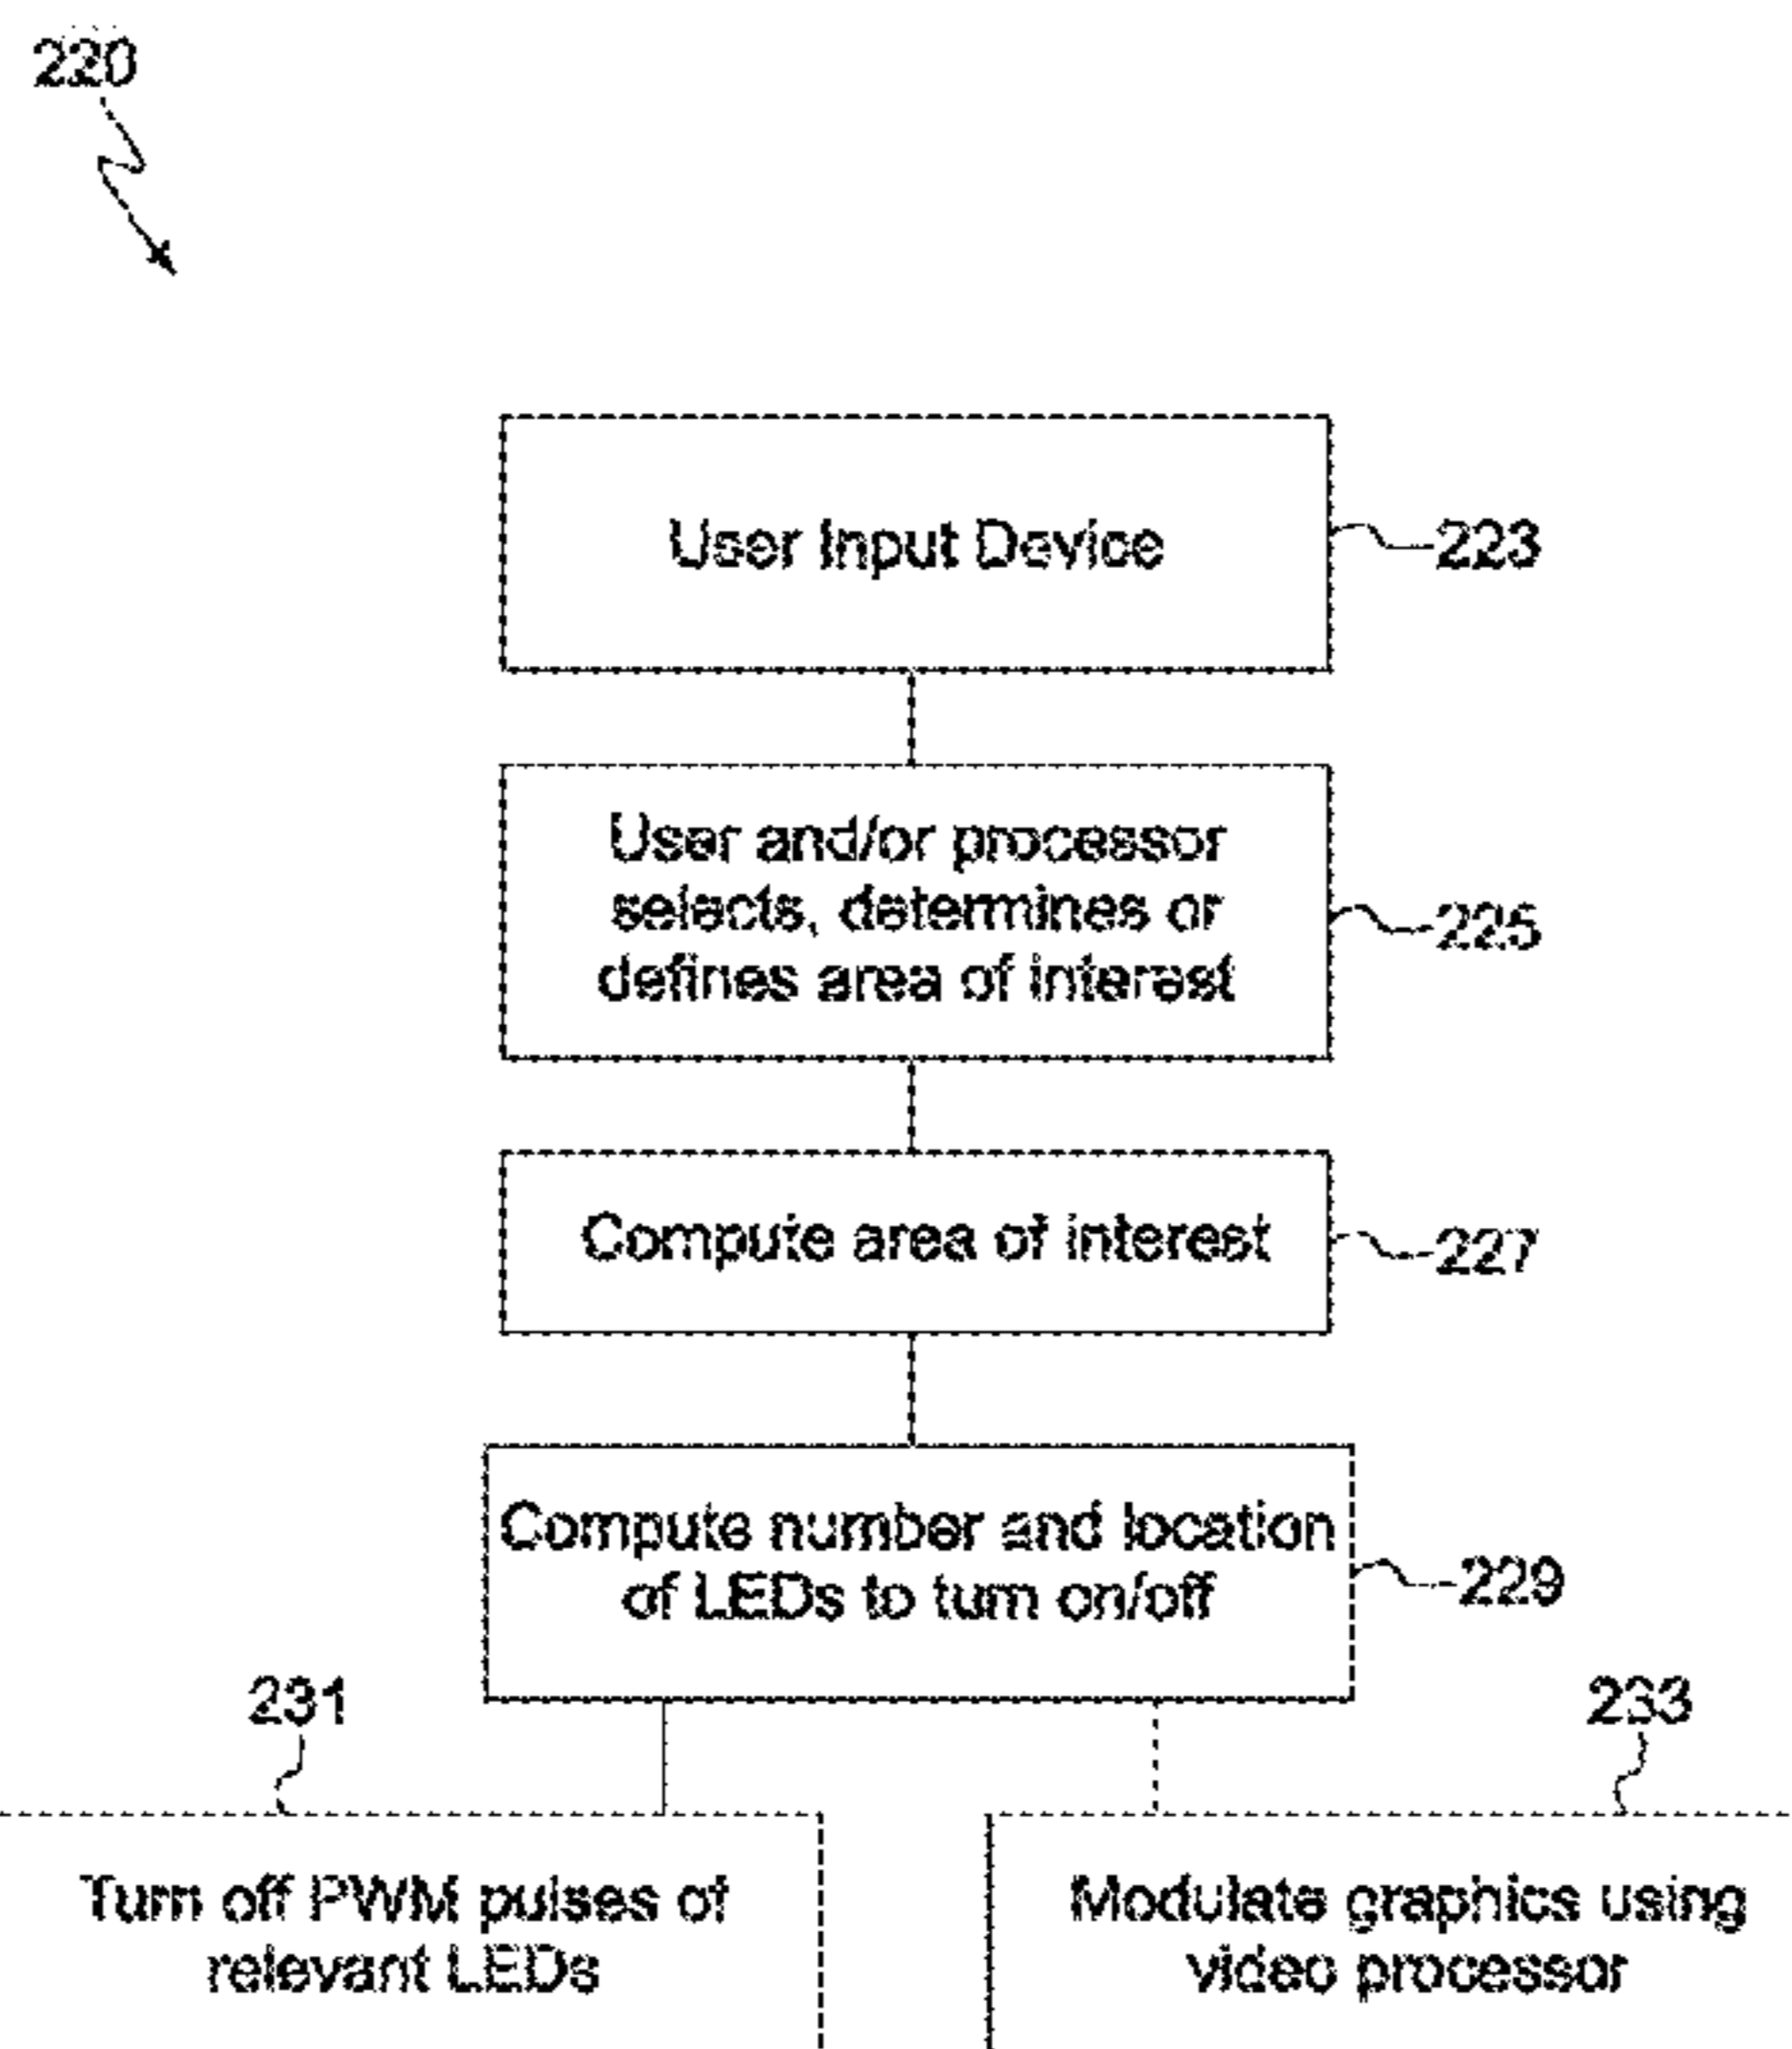 220
User Input Device
223
User and/or processor
selects, determines or
defines area of interest
225
Compute area of interest
227
Compute number and location
of LEDs to turn on/off
229
231
233
Turn off PWM pulses of
relevant LEDs
Modulate graphics using
video processor